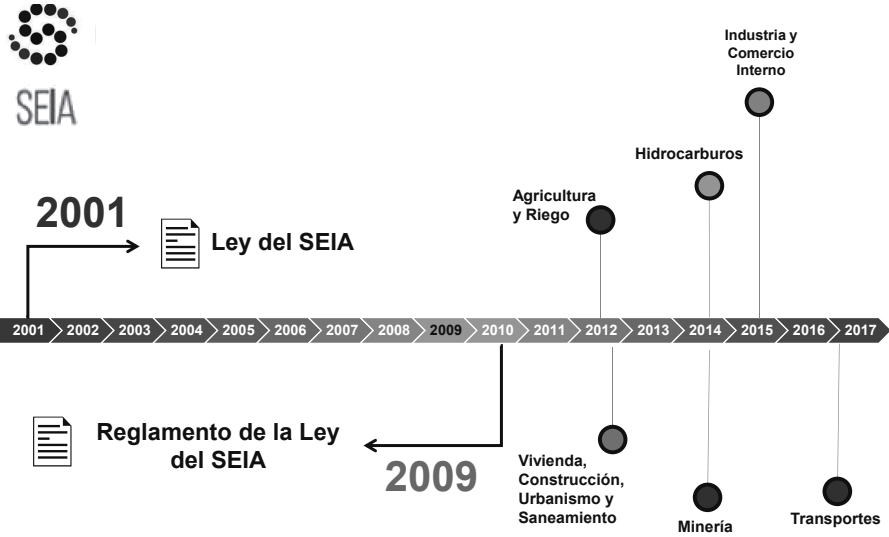 SEIA
Industria y
Comercio
Interno
Hidrocarburos
Agricultura
y Riego
2001
Ley del SEIA
2001 2002 2003 2004 2005 2006 2007 2008 2009 2010 2011 2012 2013 2014 2015 2016 2017
Reglamento de la Ley
del SEIA
2009
Vivienda,
Construcción,
Urbanismo y
Saneamiento
Minería
Transportes